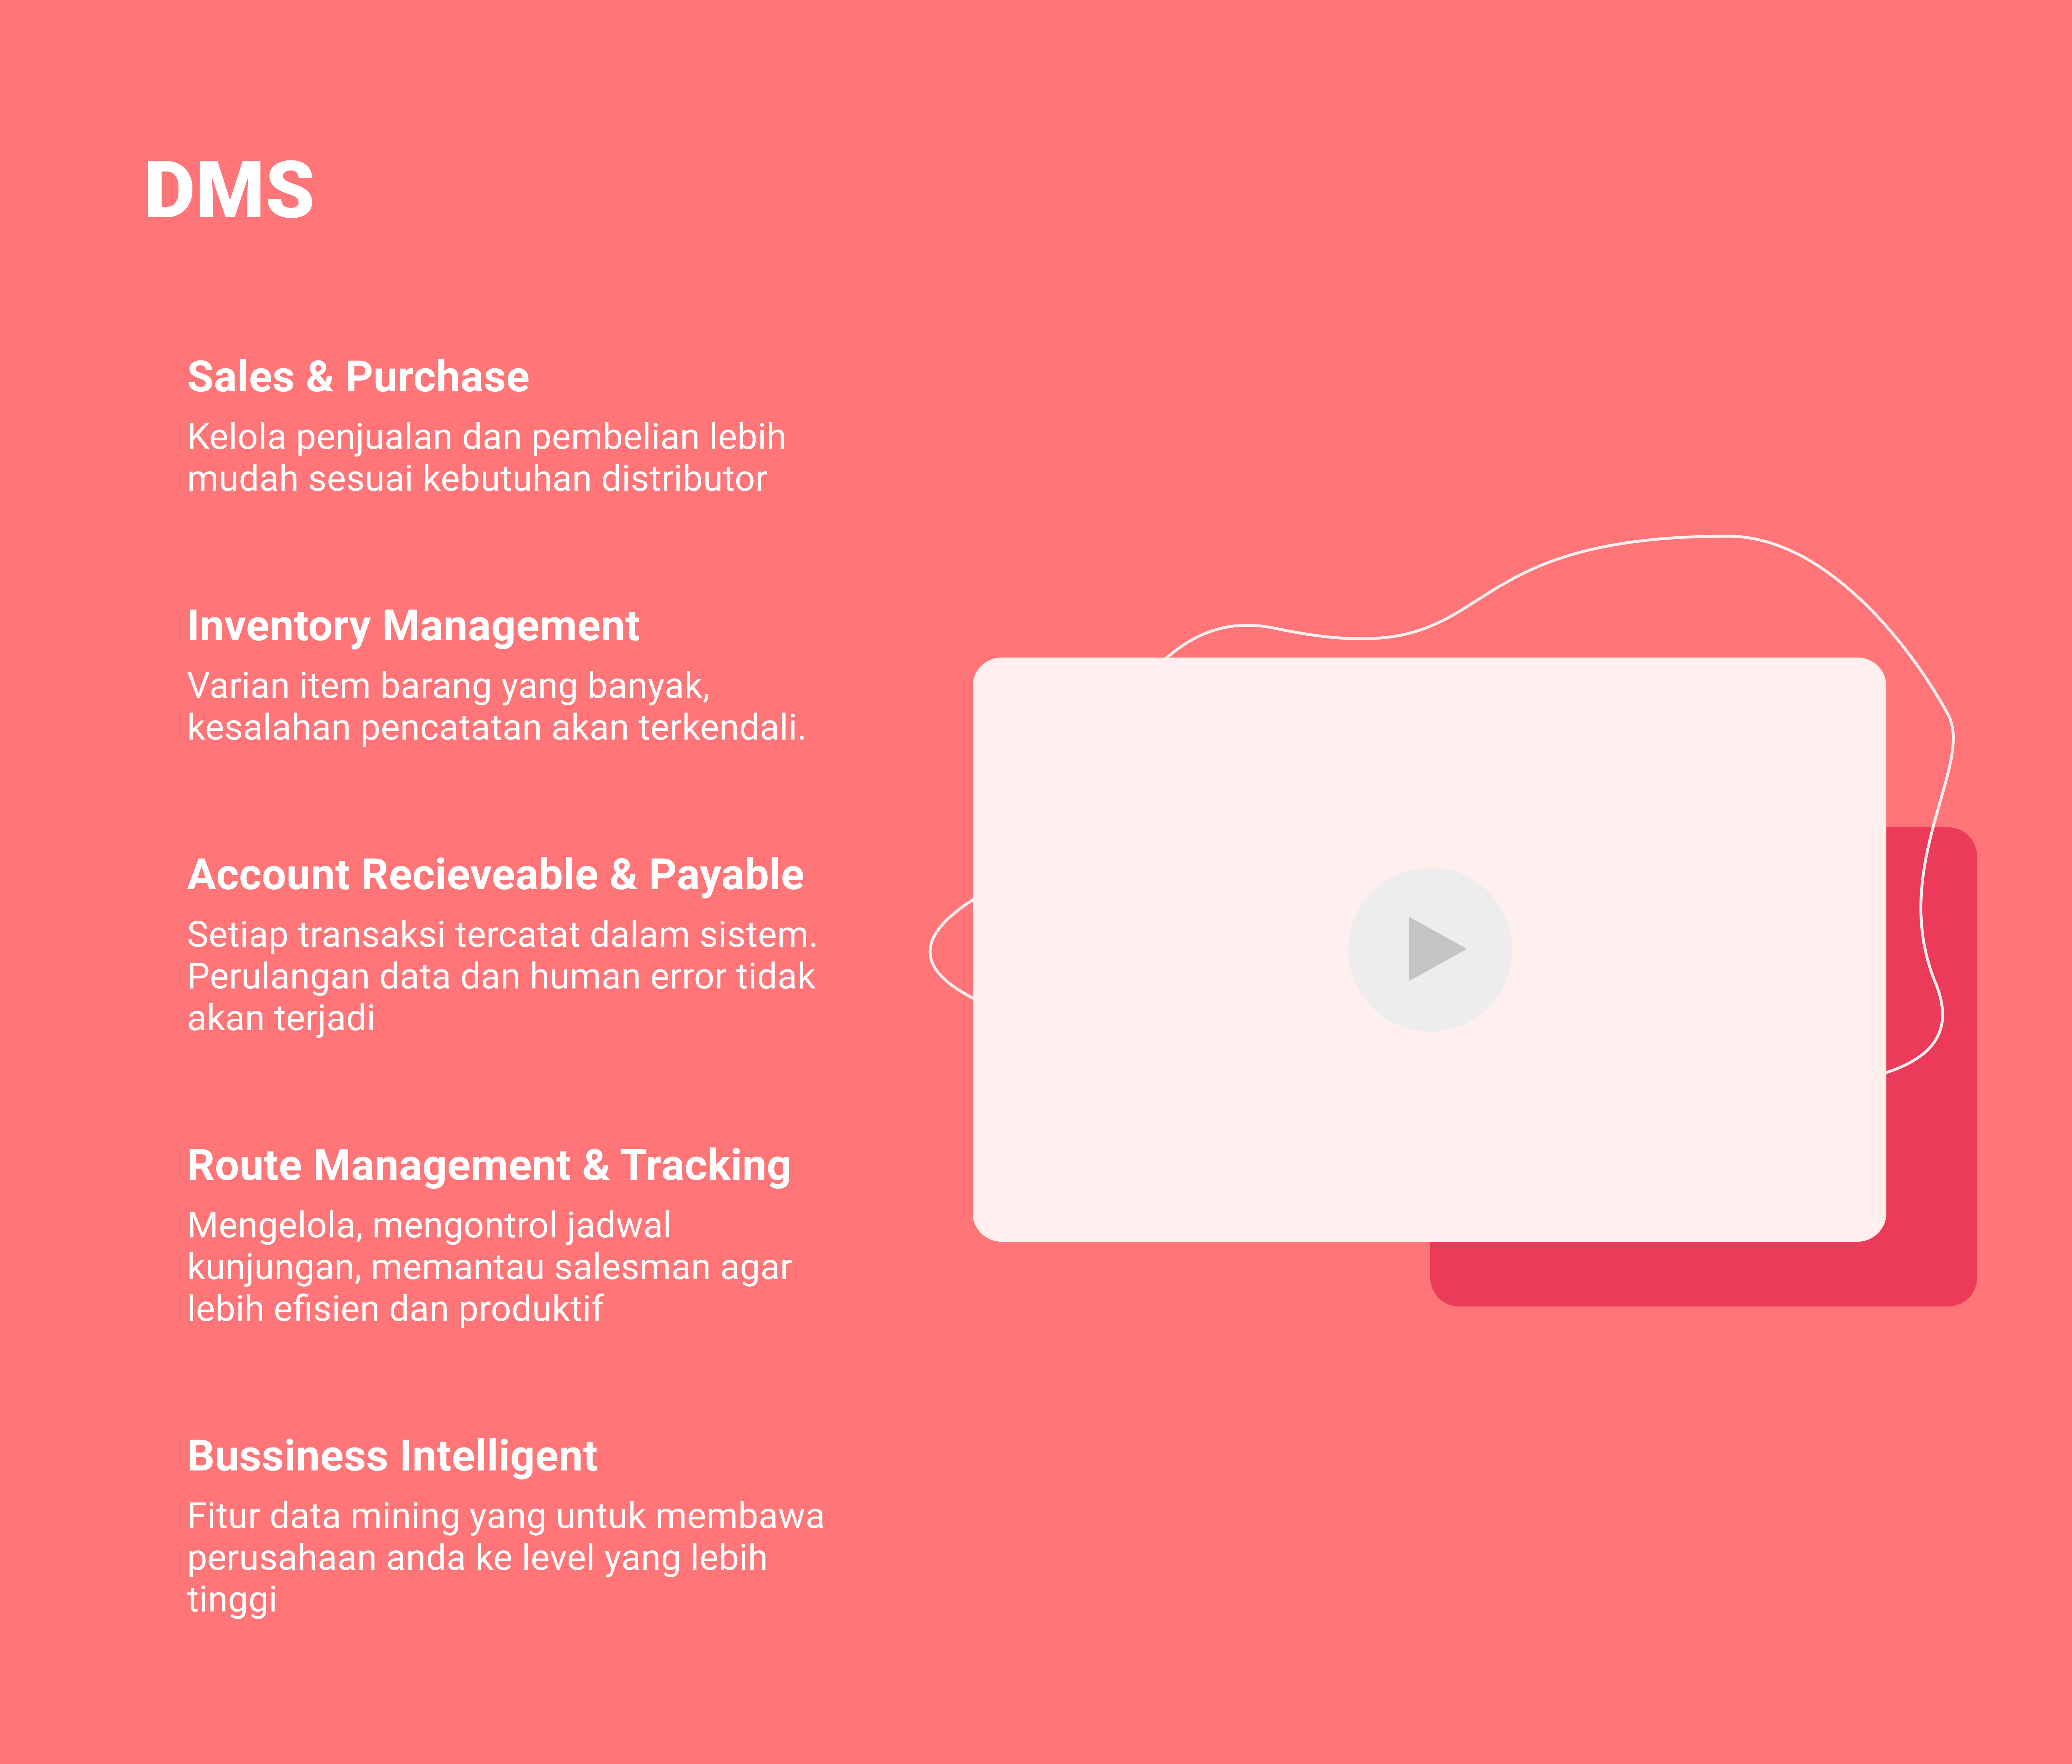 DMS
Sales & Purchase
Kelola penjualan dan pembelian lebih
mudah sesuai kebutuhan distributor
Inventory Management
Varian item barang yang banyak,
kesalahan pencatatan akan terkendali.
Account Recieveable & Payable
Setiap transaksi tercatat dalam sistem.
Perulangan data dan human error tidak
akan terjadi
Route Management & Tracking
Mengelola, mengontrol jadwal
kunjungan, memantau salesman agar
lebih efisien dan produktif
Bussiness Intelligent
Fitur data mining yang untuk membawa
perusahaan anda ke level yang lebih
tinggi